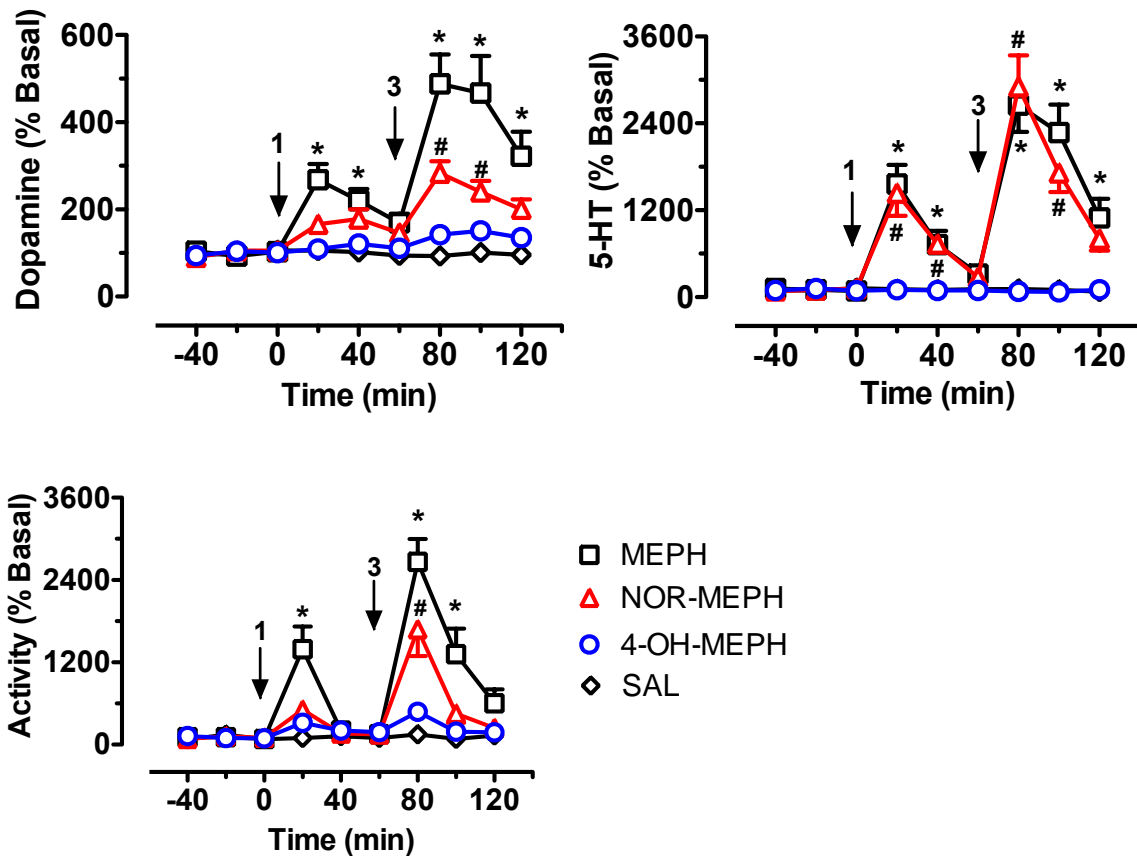 Dopamine (% Basal)
600
400
200
0
1
3
* * * * *
# #
-40 0 40 80 120
Time (min)
5-HT (% Basal)
3600
2400
1200
0
1
3
* * * * *
# # # #
-40 0 40 80 120
Time (min)
Activity (% Basal)
3600
2400
1200
0
1
3
* * *
#
-40 0 40 80 120
Time (min)
MEPH
NOR-MEPH
4-OH-MEPH
SAL